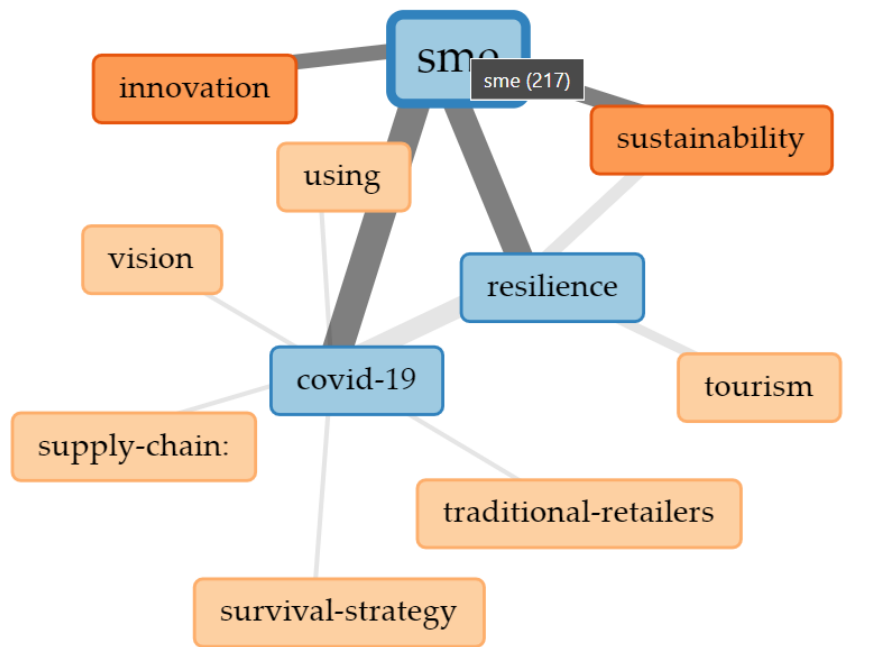 sme
sme (217)
innovation
sustainability
using
vision
resilience
covid-19
tourism
supply-chain:
traditional-retailers
survival-strategy